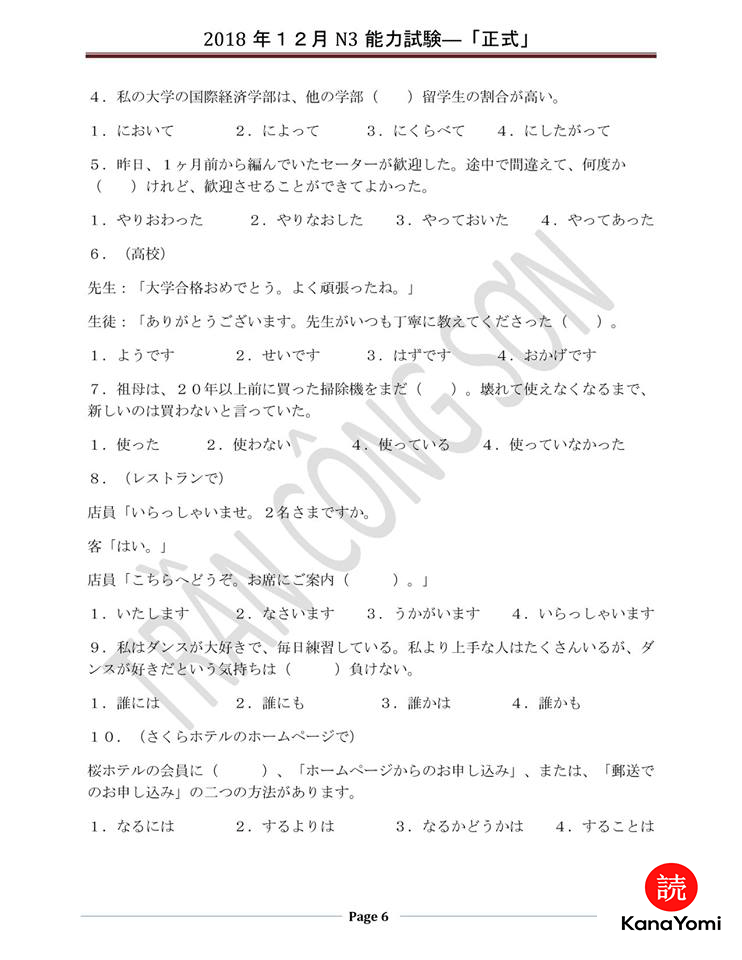 2018 年１２月 N3 能力試験―「正式」
４．私の大学の国際経済学部は、他の学部（　　）留学生の割合が高い。
１．において　２．によって　３．にくらべて　４．にしたがって
５．昨日、１ヶ月前から編んでいたセーターが歓迎した。途中で間違えて、何度か
（　　）けれど、歓迎させることができてよかった。
１．やりおわった　２．やりなおした　３．やっておいた　４．やってあった
６．（高校）
先生：「大学合格おめでとう。よく頑張ったね。」
生徒：「ありがとうございます。先生がいつも丁寧に教えてくださった（　　）。
１．ようです　２．せいです　３．はずです　４．おかげです
７．祖母は、２０年以上前に買った掃除機をまだ（　　）。壊れて使えなくなるまで、
新しいのは買わないと言っていた。
１．使った　２．使わない　３．使っている　４．使っていなかった
８．（レストランで）
店員「いらっしゃいませ。２名さまですか。
客「はい。」
店員「こちらへどうぞ。お席にご案内（　　　）。」
１．いたします　２．なさいます　３．うかがいます　４．いらっしゃいます
９．私はダンスが大好きで、毎日練習している。私より上手な人はたくさんいるが、ダ
ンスが好きだという気持ちは（　　　）負けない。
１．誰には　２．誰にも　３．誰かは　４．誰かも
１０．（さくらホテルのホームページで）
桜ホテルの会員に（　　　）、「ホームページからのお申し込み」、または、「郵送で
のお申し込み」の二つの方法があります。
１．なるには　２．するよりは　３．なるかどうかは　４．することは
TRẦN CÔNG SƠN
Page 6
読
KanaYomi